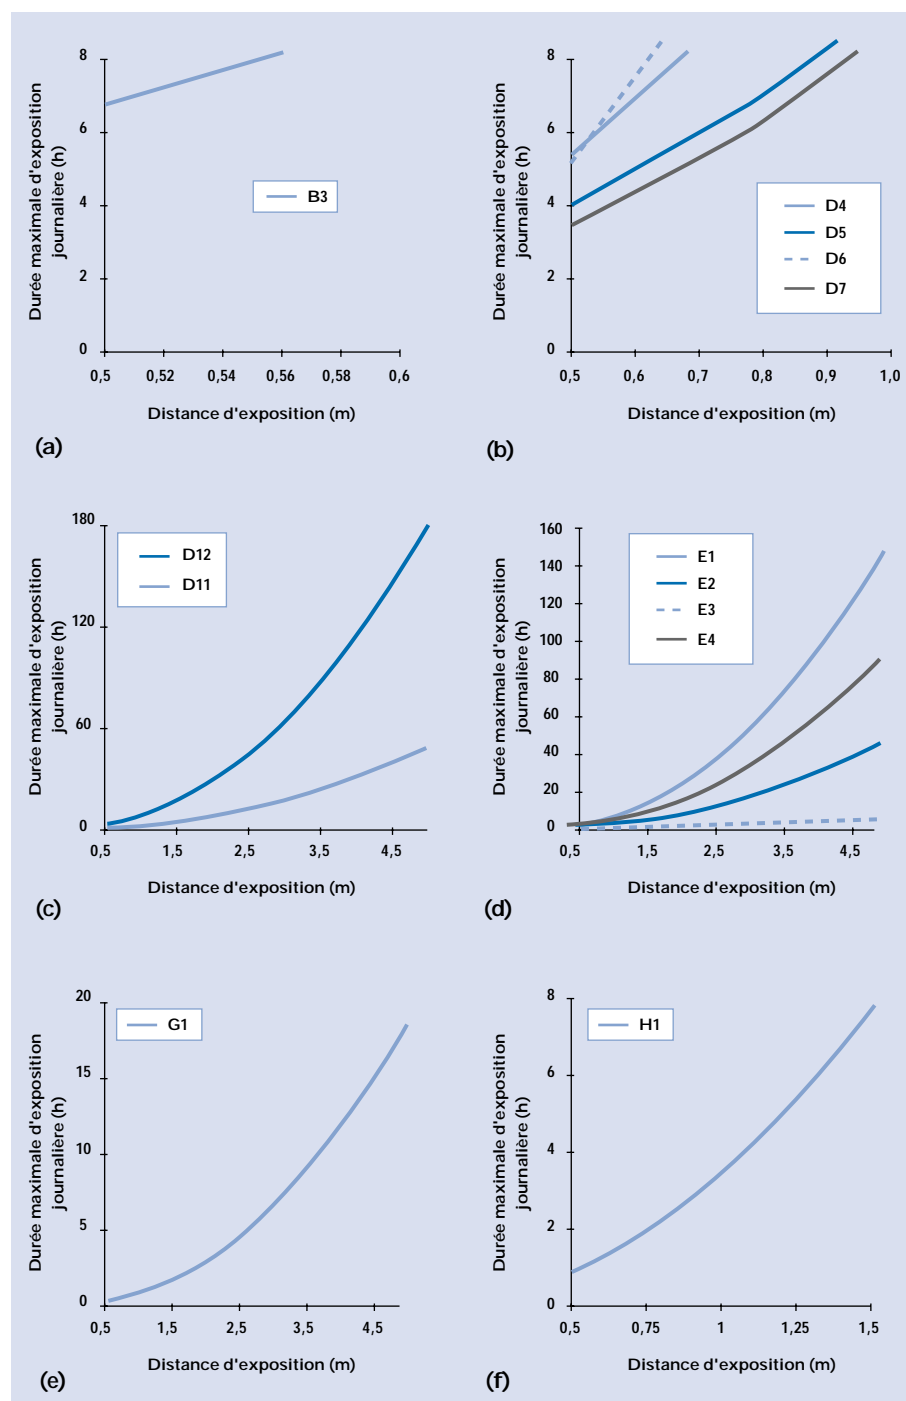 Durée maximale d'exposition
journalière (h)
8
6
4
2
0
B3
0,5 0,52 0,54 0,56 0,58 0,6
Distance d'exposition (m)
(a)
Durée maximale d'exposition
journalière (h)
8
6
4
2
0
D4
D5
D6
D7
0,5 0,6 0,7 0,8 0,9 1,0
Distance d'exposition (m)
(b)
Durée maximale d'exposition
journalière (h)
180
120
60
0
D12
D11
0,5 1,5 2,5 3,5 4,5
Distance d'exposition (m)
(c)
Durée maximale d'exposition
journalière (h)
160
140
120
100
80
60
40
20
0
E1
E2
E3
E4
0,5 1,5 2,5 3,5 4,5
Distance d'exposition (m)
(d)
Durée maximale d'exposition
journalière (h)
20
15
10
5
0
G1
0,5 1,5 2,5 3,5 4,5
Distance d'exposition (m)
(e)
Durée maximale d'exposition
journalière (h)
8
6
4
2
0
H1
0,5 0,75 1 1,25 1,5
Distance d'exposition (m)
(f)